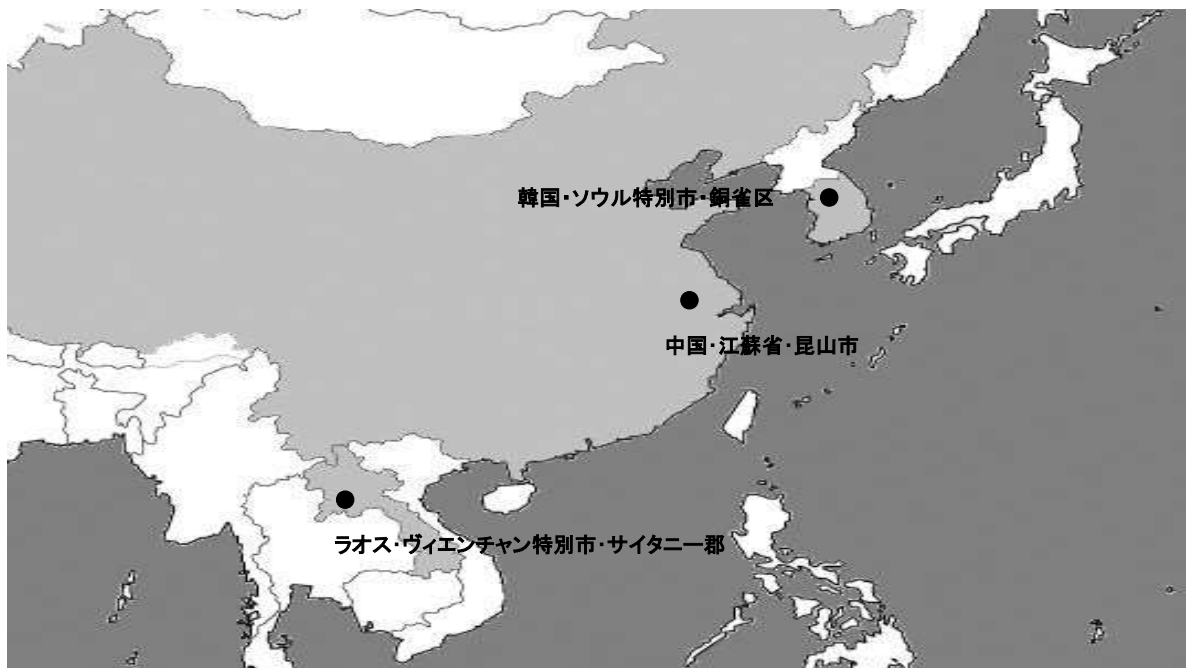 韓国・ソウル特別市・銅雀区
中国・江蘇省・昆山市
ラオス・ヴィエンチャン特別市・サイタニー郡